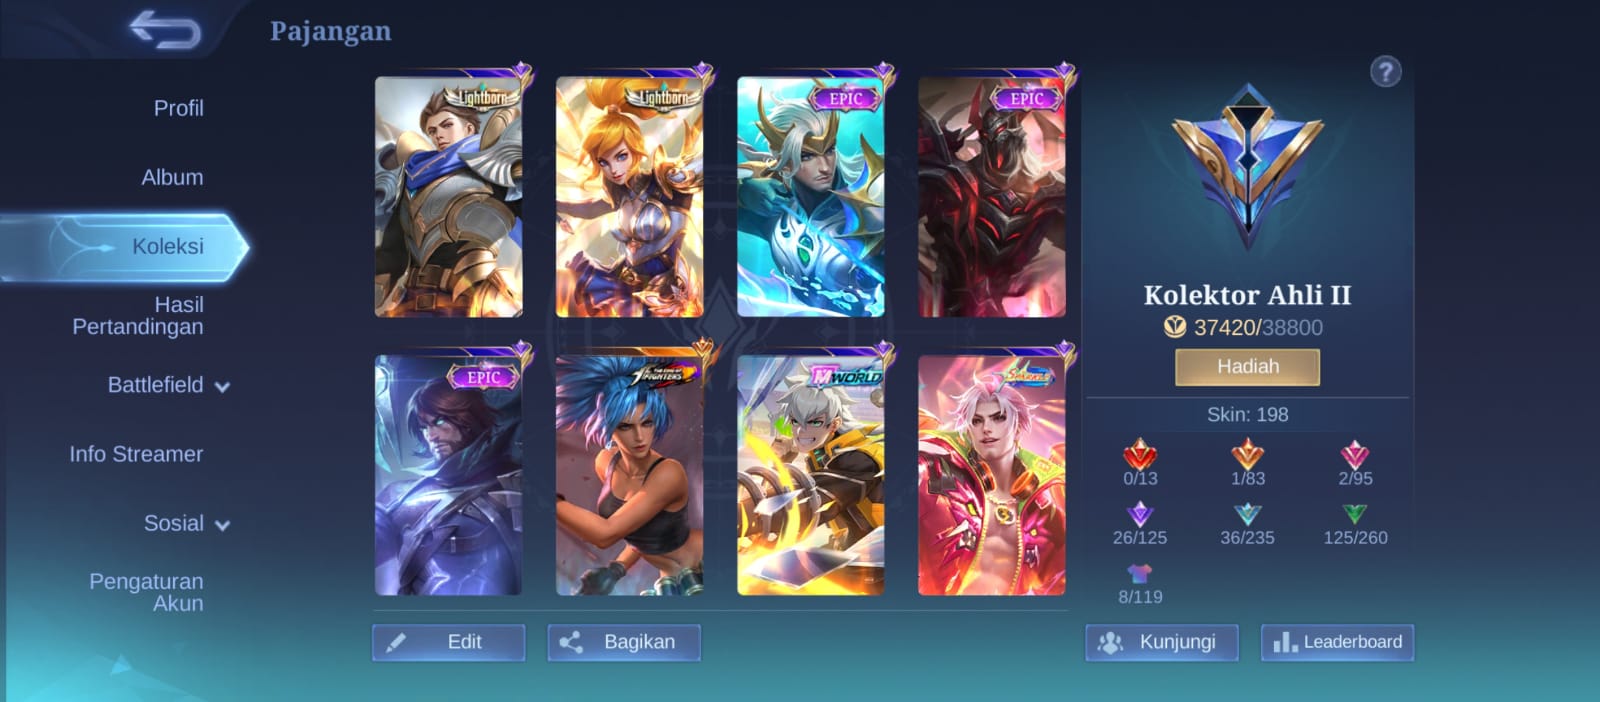 Pajangan
?
Profil
Album
Koleksi
Hasil
Pertandingan
Battlefield
Info Streamer
Sosial
Pengaturan
Akun
Lightborn
Lightborn
EPIC
EPIC
EPIC
THE KING OF
FIGHTERS
MWORLD
Edit
Bagikan
Kolektor Ahli II
37420/38800
Hadiah
Skin: 198
0/13
1/83
2/95
26/125
36/235
125/260
8/119
Kunjungi
Leaderboard